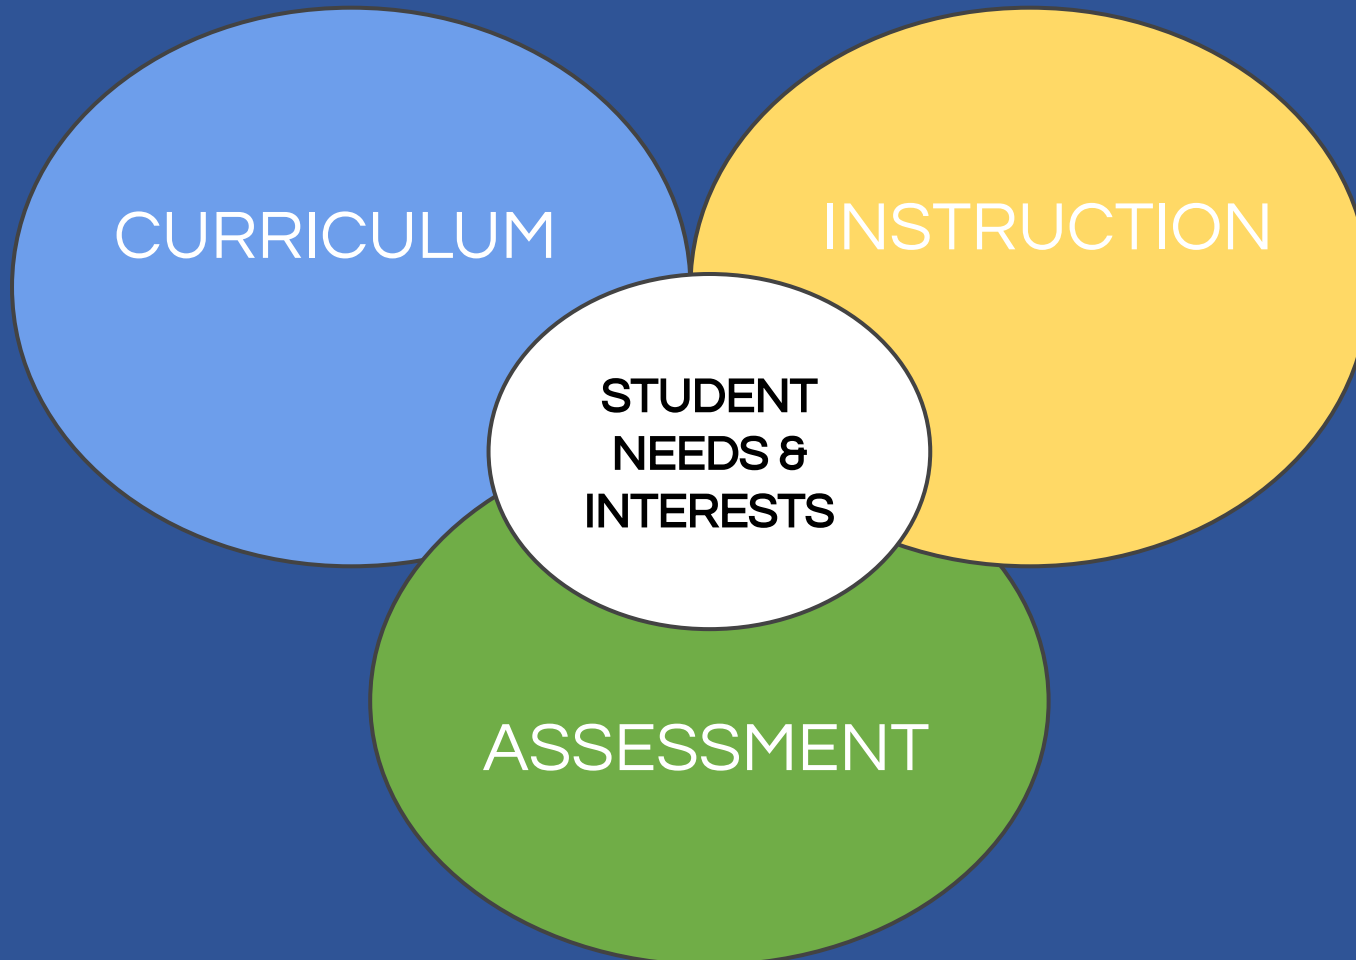 CURRICULUM
INSTRUCTION
STUDENT
NEEDS &
INTERESTS
ASSESSMENT